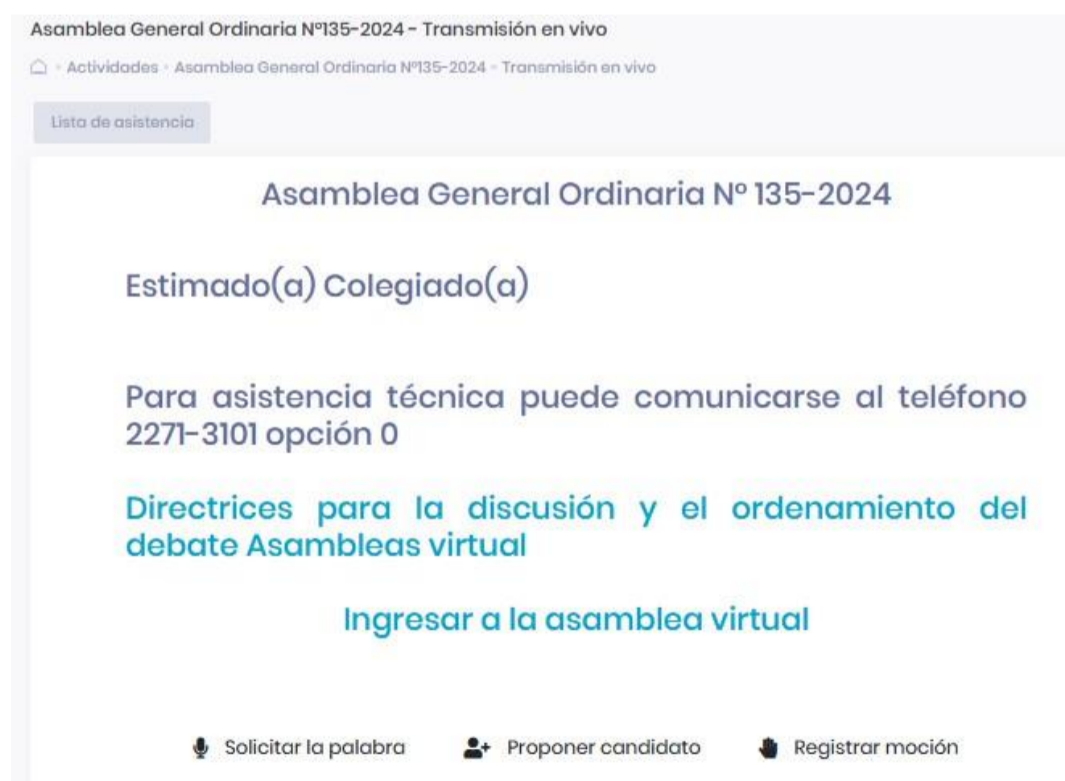 Asamblea General Ordinaria N°135-2024 - Transmisión en vivo
Actividades - Asamblea General Ordinaria N°135-2024 - Transmisión en vivo
Lista de asistencia
Asamblea General Ordinaria N° 135-2024
Estimado(a) Colegiado(a)
Para asistencia técnica puede comunicarse al teléfono
2271-3101 opción 0
Directrices para la discusión y el ordenamiento del
debate Asambleas virtual
Ingresar a la asamblea virtual
Solicitar la palabra Proponer candidato Registrar moción